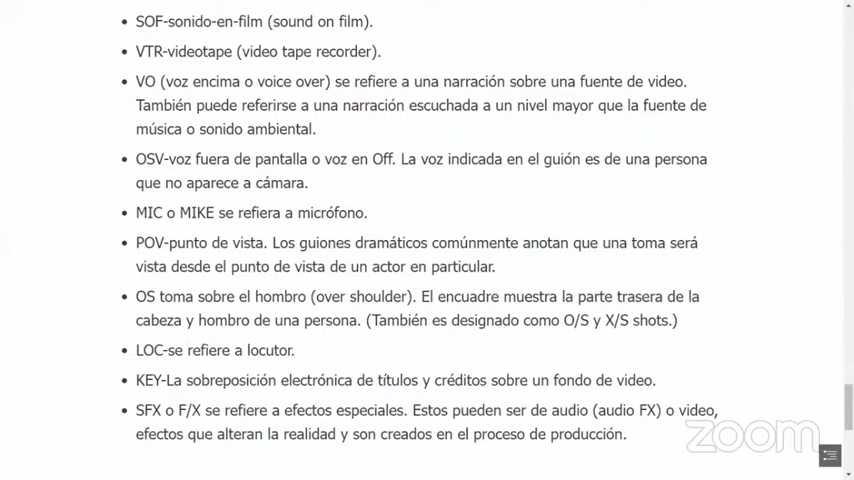 • SOF-sonido-en-film (sound on film).
• VTR-videotape (video tape recorder).
• VO (voz encima o voice over) se refiere a una narración sobre una fuente de video.
También puede referirse a una narración escuchada a un nivel mayor que la fuente de
música o sonido ambiental.
• OSV-voz fuera de pantalla o voz en Off. La voz indicada en el guión es de una persona
que no aparece a cámara.
• MIC o MIKE se refiera a micrófono.
• POV-punto de vista. Los guiones dramáticos comúnmente anotan que una toma será
vista desde el punto de vista de un actor en particular.
• OS toma sobre el hombro (over shoulder). El encuadre muestra la parte trasera de la
cabeza y hombro de una persona. (También es designado como O/S y X/S shots.)
• LOC-se refiere a locutor.
• KEY-La sobreposición electrónica de títulos y créditos sobre un fondo de video.
• SFX o F/X se refiere a efectos especiales. Estos pueden ser de audio (audio FX) o video,
efectos que alteran la realidad y son creados en el proceso de producción.
zoom